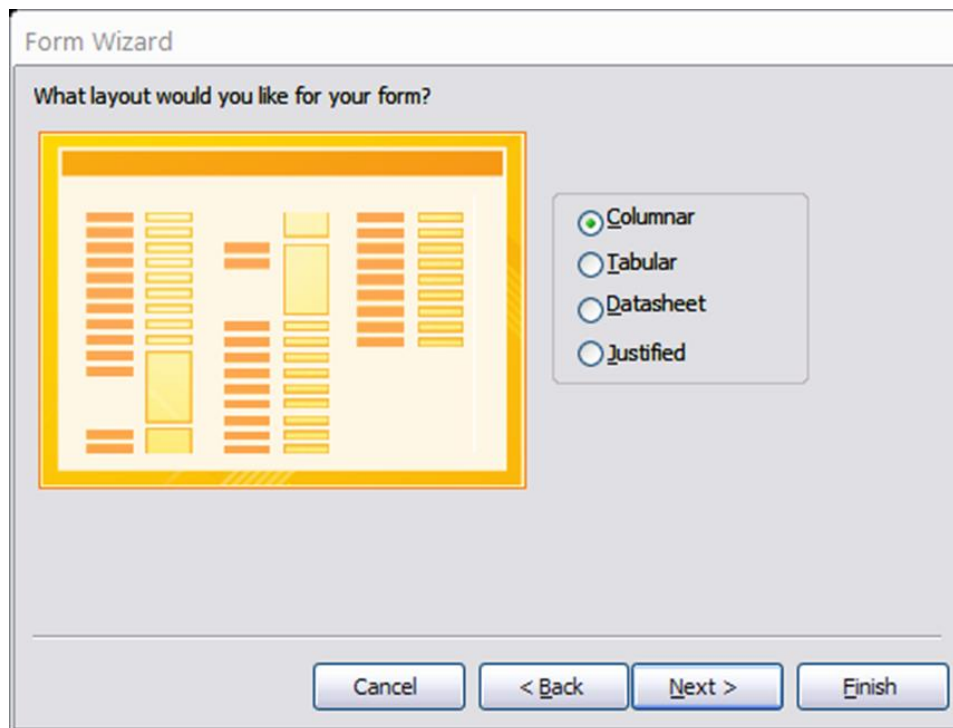 Form Wizard
What layout would you like for your form?
Columnar
Tabular
Datasheet
Justified
Cancel
< Back
Next >
Finish